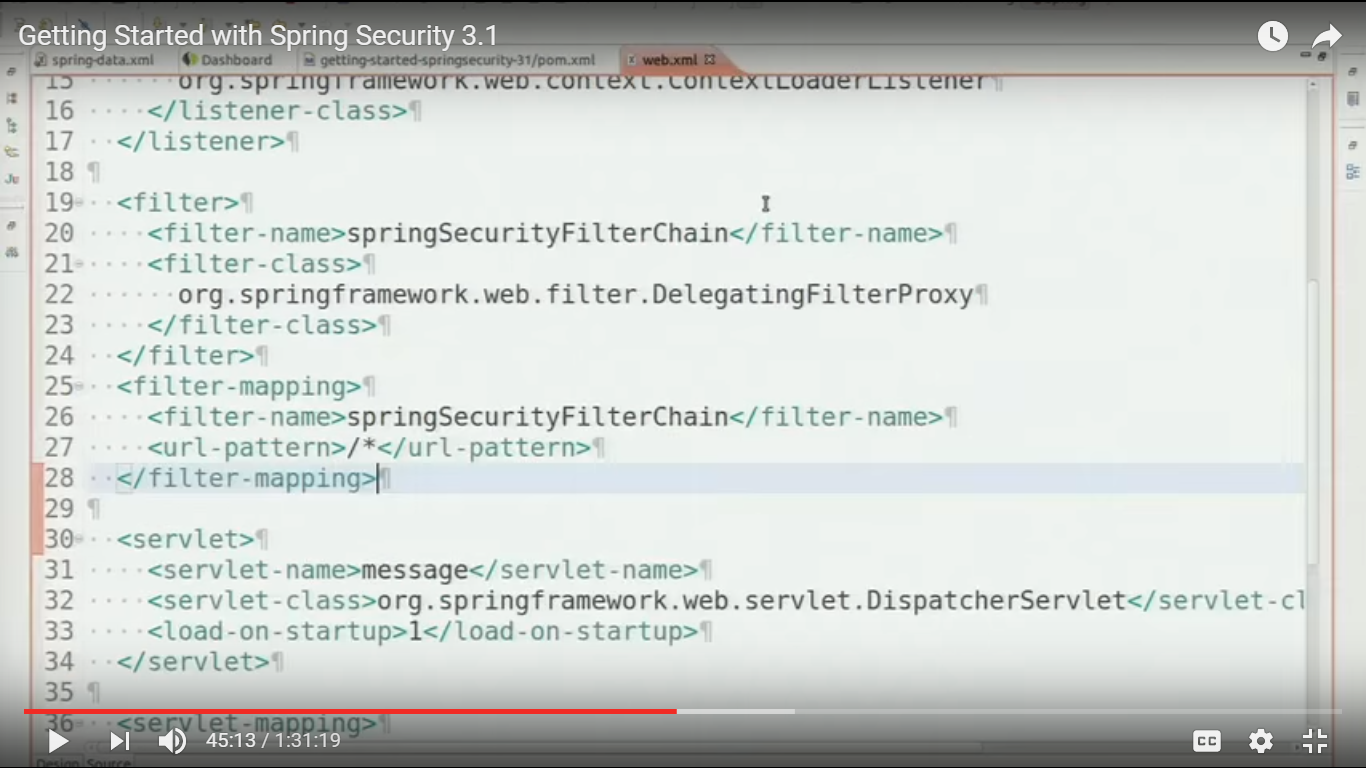 Getting Started with Spring Security 3.1
spring-data.xml Dashboard getting-started-springsecurity-31/pom.xml web.xml
15 org.springframework.web.context.ContextLoaderListener¶
16 ····</listener-class>¶
17 ··</listener>¶
18 ¶
19 ··<filter>¶
20 ····<filter-name>springSecurityFilterChain</filter-name>¶
21 ····<filter-class>¶
22 ······org.springframework.web.filter.DelegatingFilterProxy¶
23 ····</filter-class>¶
24 ··</filter>¶
25 ··<filter-mapping>¶
26 ····<filter-name>springSecurityFilterChain</filter-name>¶
27 ····<url-pattern>/*</url-pattern>¶
28 ··</filter-mapping>¶
29 ¶
30 ··<servlet>¶
31 ····<servlet-name>message</servlet-name>¶
32 ····<servlet-class>org.springframework.web.servlet.DispatcherServlet</servlet-cl
33 ····<load-on-startup>1</load-on-startup>¶
34 ··</servlet>¶
35 ¶
36 ··<servlet-mapping>¶
45:13 / 1:31:19 CC
Design Source
Ju